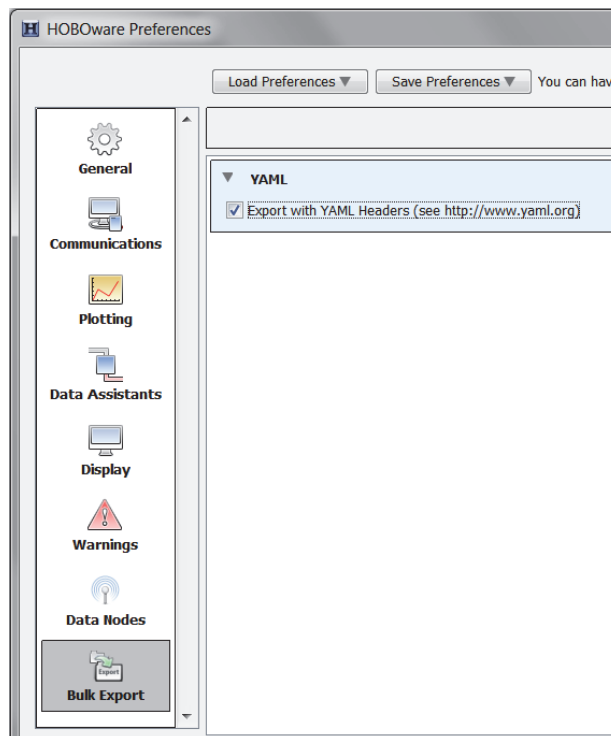 HOBOware Preferences
Load Preferences Save Preferences You can hav
General
Communications
Plotting
Data Assistants
Display
Warnings
Data Nodes
Export
Bulk Export
YAML
Export with YAML Headers (see http://www.yaml.org)